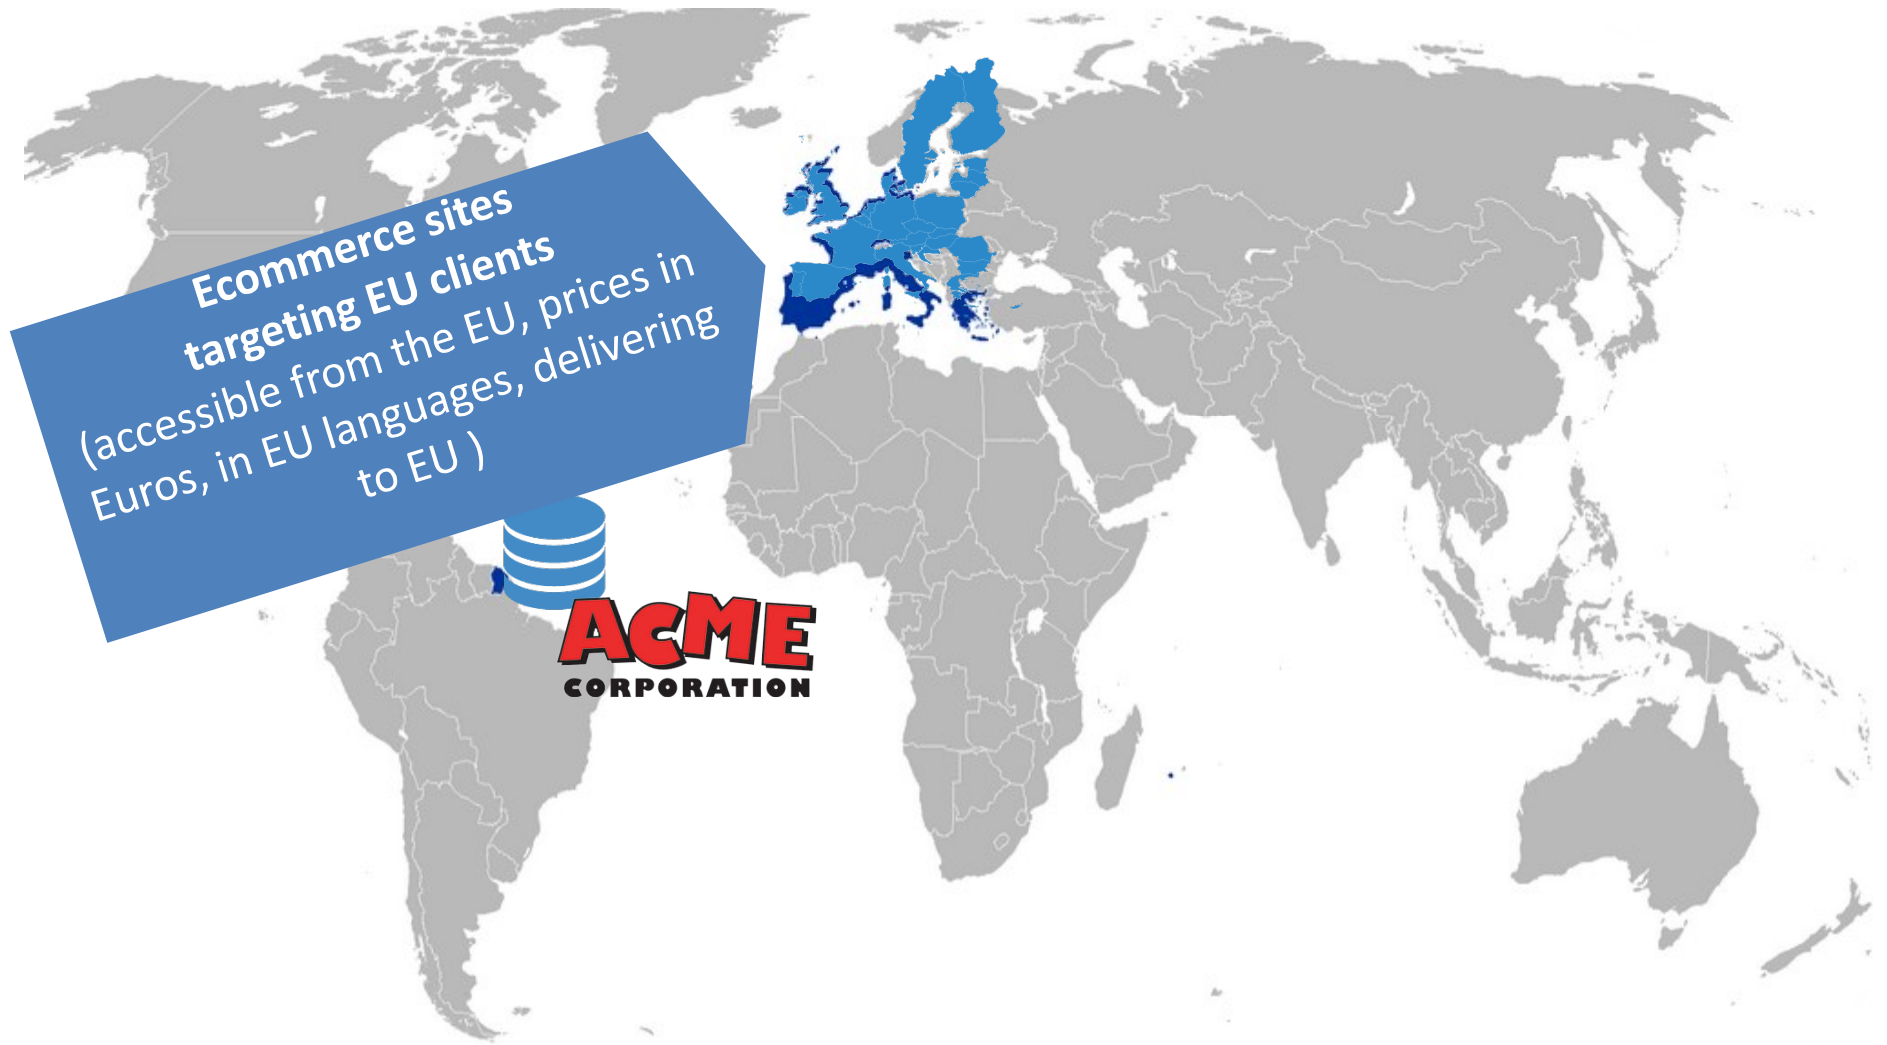 Ecommerce sites
targeting EU clients
(accessible from the EU, prices in
Euros, in EU languages, delivering
to EU )
ACME
CORPORATION